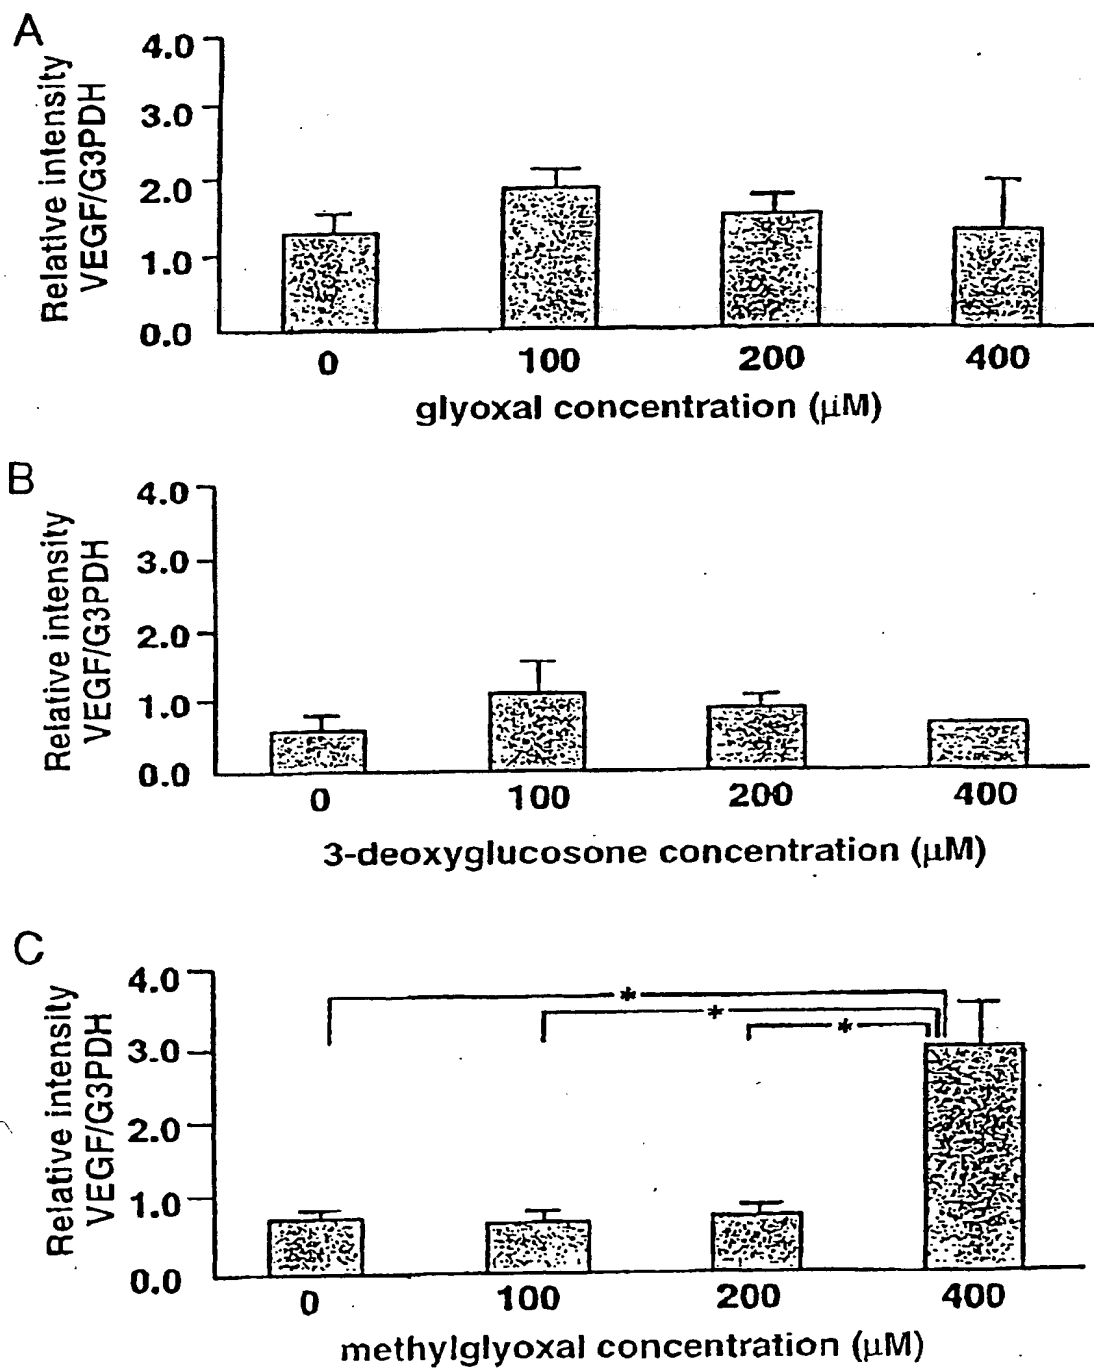 A
Relative intensity
VEGF/G3PDH
4.0
3.0
2.0
1.0
0.0
0 100 200 400
glyoxal concentration (μM)
B
Relative intensity
VEGF/G3PDH
4.0
3.0
2.0
1.0
0.0
0 100 200 400
3-deoxyglucosone concentration (μM)
C
Relative intensity
VEGF/G3PDH
4.0
3.0
2.0
1.0
0.0
*
*
*
0 100 200 400
methylglyoxal concentration (μM)